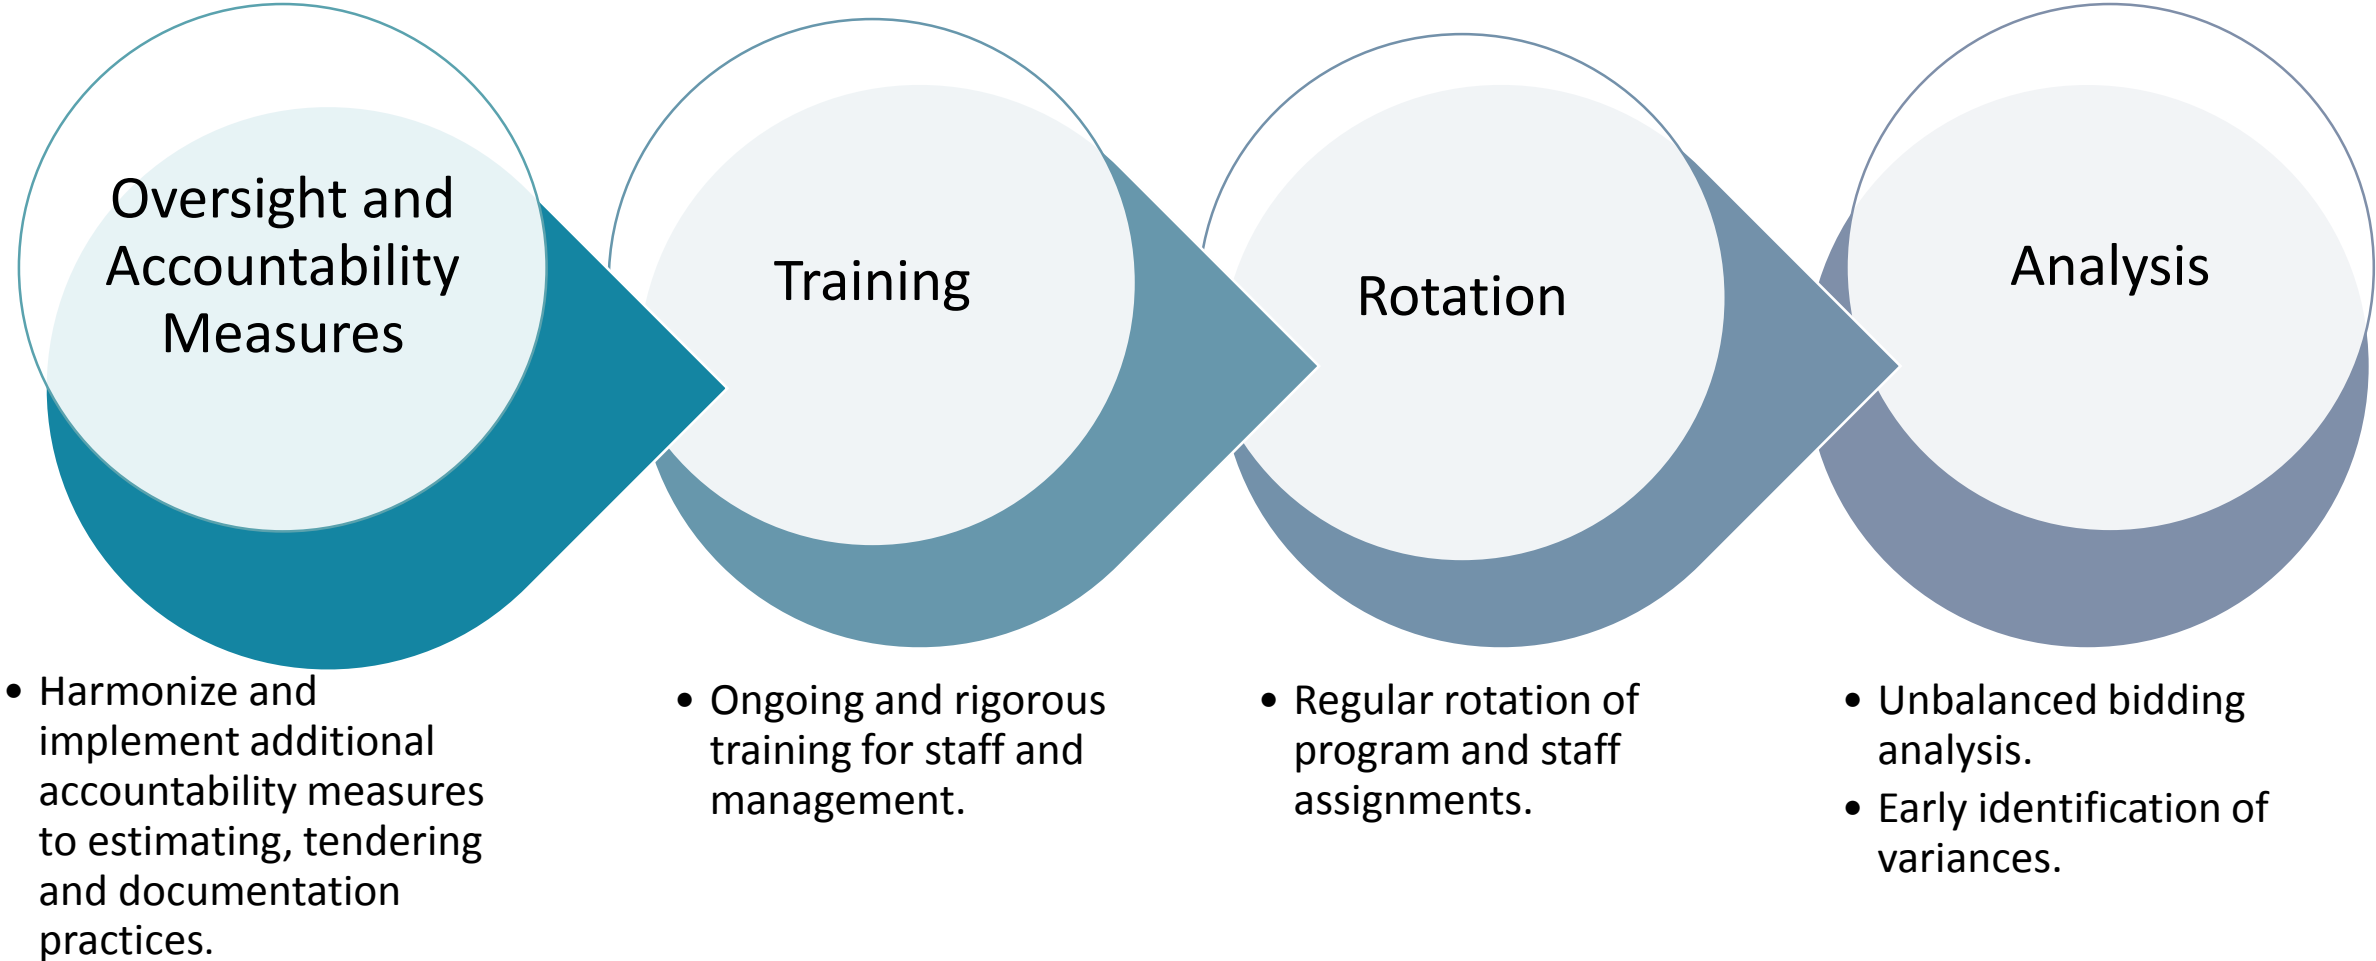 Oversight and
Accountability
Measures
• Harmonize and
implement additional
accountability measures
to estimating, tendering
and documentation
practices.
Training
• Ongoing and rigorous
training for staff and
management.
Rotation
• Regular rotation of
program and staff
assignments.
Analysis
• Unbalanced bidding
analysis.
• Early identification of
variances.